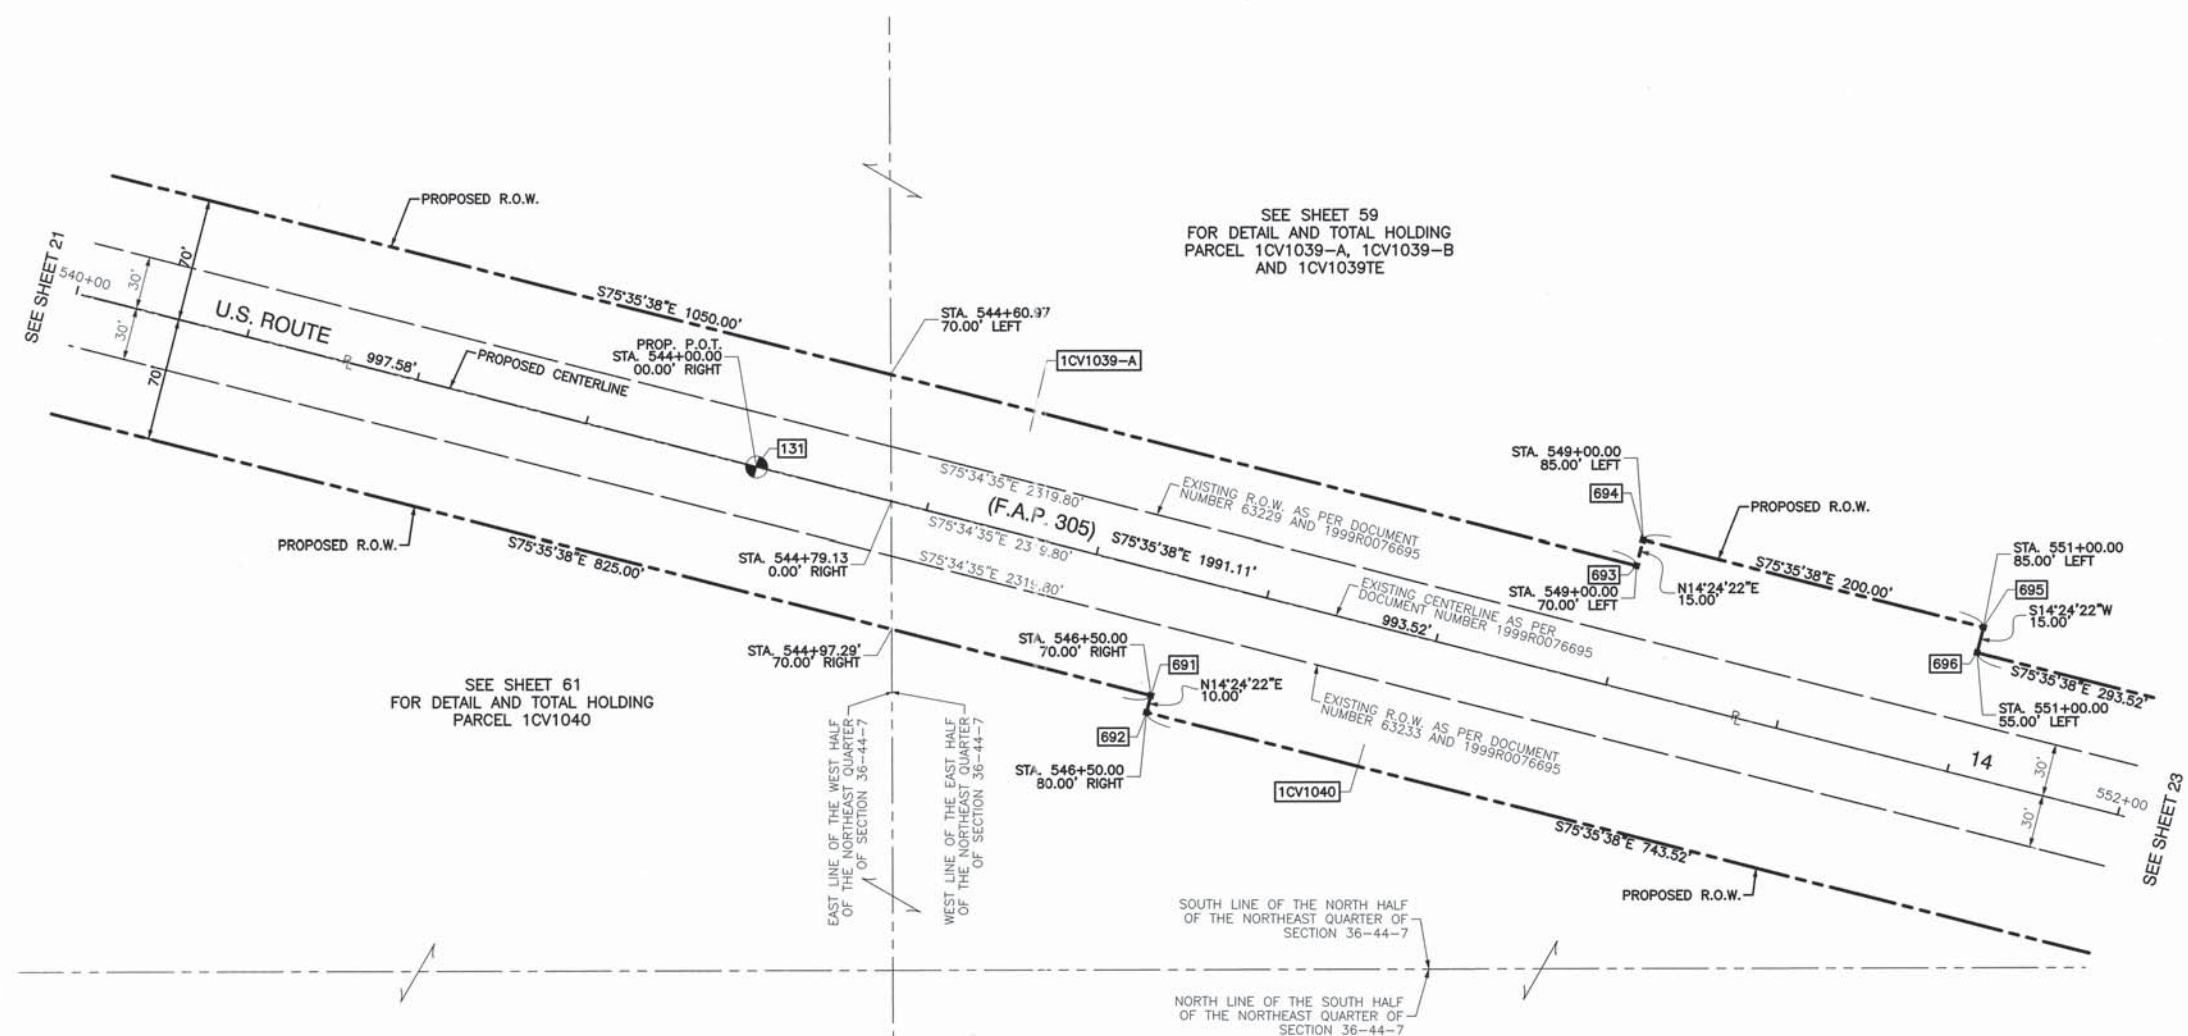 SEE SHEET 21
540+00
30'
30'
70'
70'
U.S. ROUTE
PROPOSED R.O.W.
S75°35'38"E 1050.00'
PL 997.58'
PROPOSED CENTERLINE
PROP. P.O.T.
STA. 544+00.00
00.00' RIGHT
131
STA. 544+60.97
70.00' LEFT
1CV1039-A
SEE SHEET 59
FOR DETAIL AND TOTAL HOLDING
PARCEL 1CV1039-A, 1CV1039-B
AND 1CV1039TE
PROPOSED R.O.W.
S75°35'38"E 825.00'
STA. 544+79.13
0.00' RIGHT
STA. 544+97.29'
70.00' RIGHT
S75°34'35"E 2319.80'
S75°34'35"E 2319.80'
S75°34'35"E 2319.80'
(F.A.P. 305)
S75°35'38"E 1991.11'
EXISTING R.O.W. AS PER DOCUMENT
NUMBER 63229 AND 1999R0076695
EXISTING CENTERLINE AS PER
DOCUMENT NUMBER 1999R0076695
993.52'
STA. 549+00.00
85.00' LEFT
694
693
STA. 549+00.00
70.00' LEFT
N14°24'22"E
15.00'
PROPOSED R.O.W.
S75°35'38"E 200.00'
STA. 551+00.00
85.00' LEFT
695
S14°24'22"W
15.00'
696
S75°35'38"E 293.52'
STA. 551+00.00
55.00' LEFT
PL
14
30'
30'
552+00
SEE SHEET 23
SEE SHEET 61
FOR DETAIL AND TOTAL HOLDING
PARCEL 1CV1040
STA. 546+50.00
70.00' RIGHT
691
N14°24'22"E
10.00'
692
STA. 546+50.00
80.00' RIGHT
EXISTING R.O.W. AS PER DOCUMENT
NUMBER 63233 AND 1999R0076695
1CV1040
S75°35'38"E 743.52'
PROPOSED R.O.W.
EAST LINE OF THE WEST HALF
OF THE NORTHEAST QUARTER
OF SECTION 36-44-7
WEST LINE OF THE EAST HALF
OF THE NORTHEAST QUARTER
OF SECTION 36-44-7
SOUTH LINE OF THE NORTH HALF
OF THE NORTHEAST QUARTER OF
SECTION 36-44-7
NORTH LINE OF THE SOUTH HALF
OF THE NORTHEAST QUARTER OF
SECTION 36-44-7